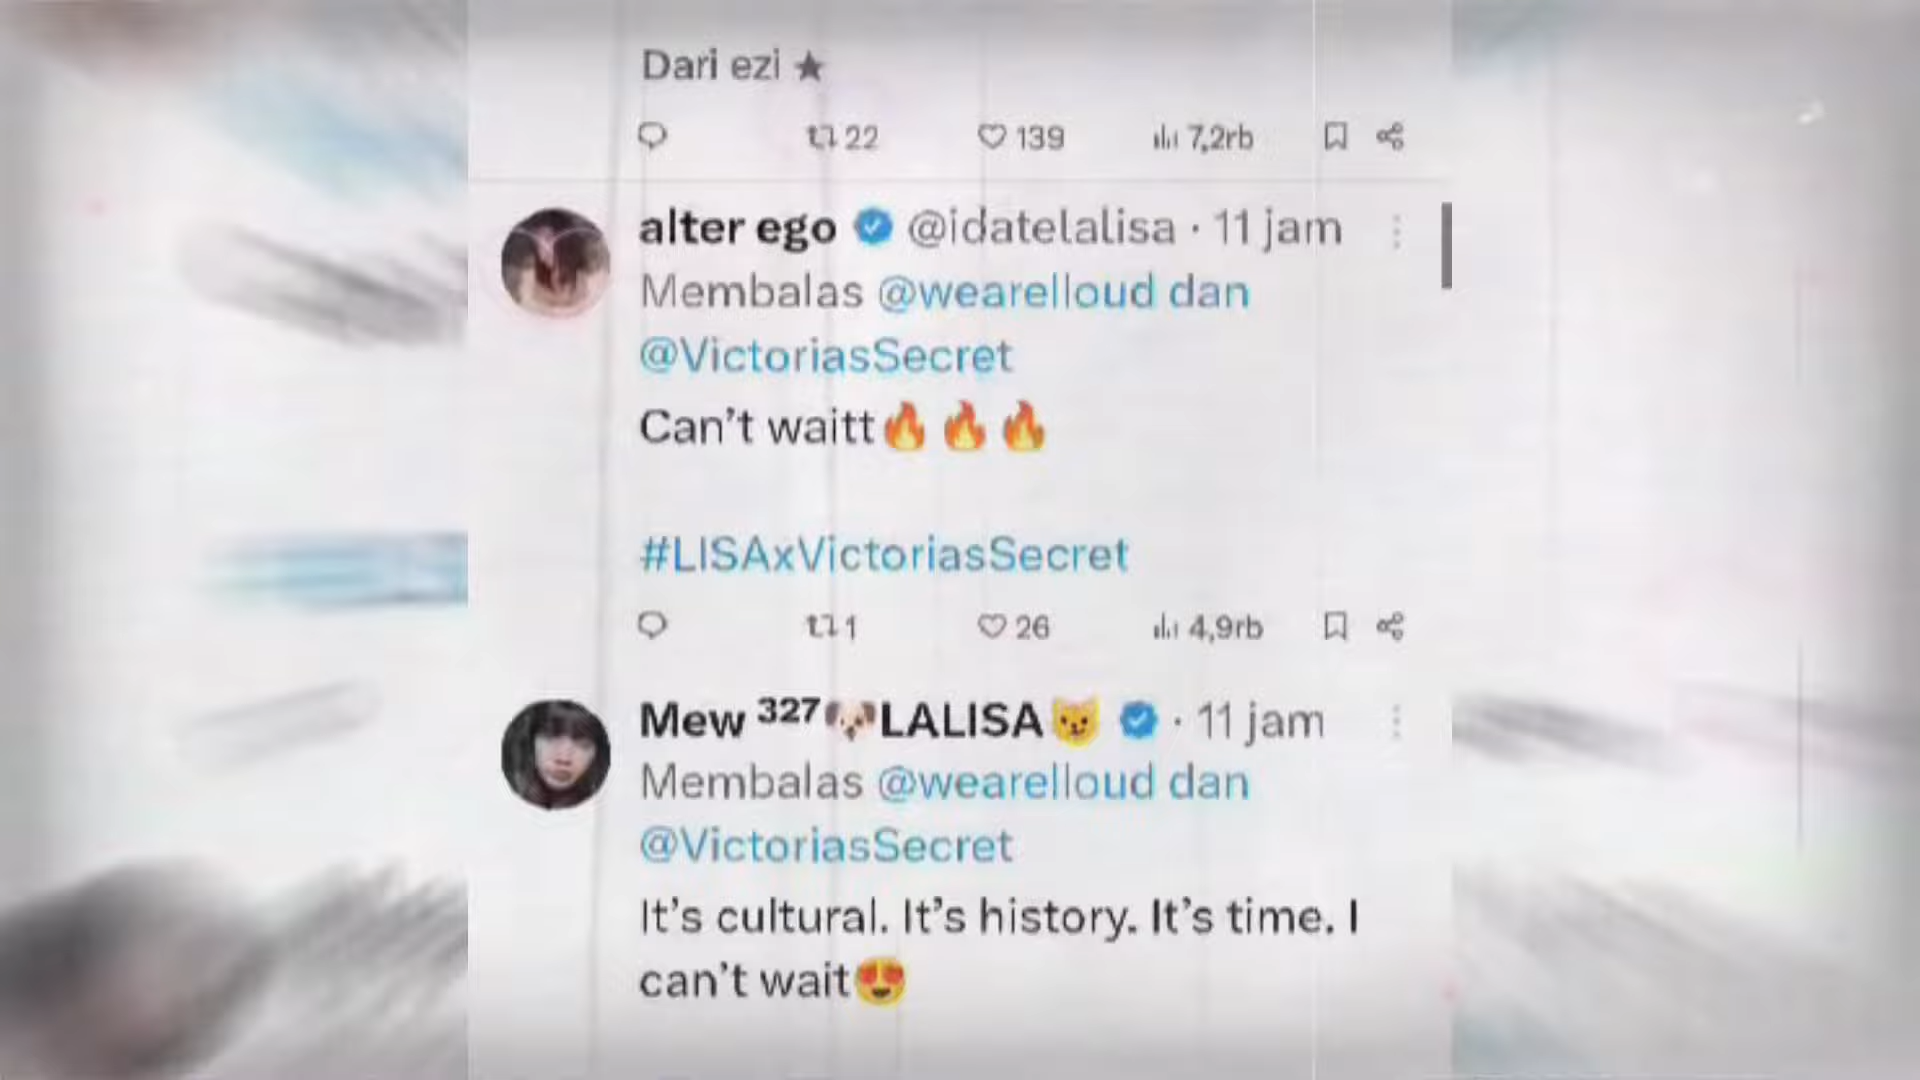 Dari ezi ★
22 139 7,2rb
alter ego @idatelalisa · 11 jam
Membalas @wearelloud dan
@VictoriasSecret
Can’t waitt🔥🔥🔥
#LISAxVictoriasSecret
1 26 4,9rb
Mew ³²⁷🐶LALISA😼 · 11 jam
Membalas @wearelloud dan
@VictoriasSecret
It’s cultural. It’s history. It’s time. I
can’t wait😍